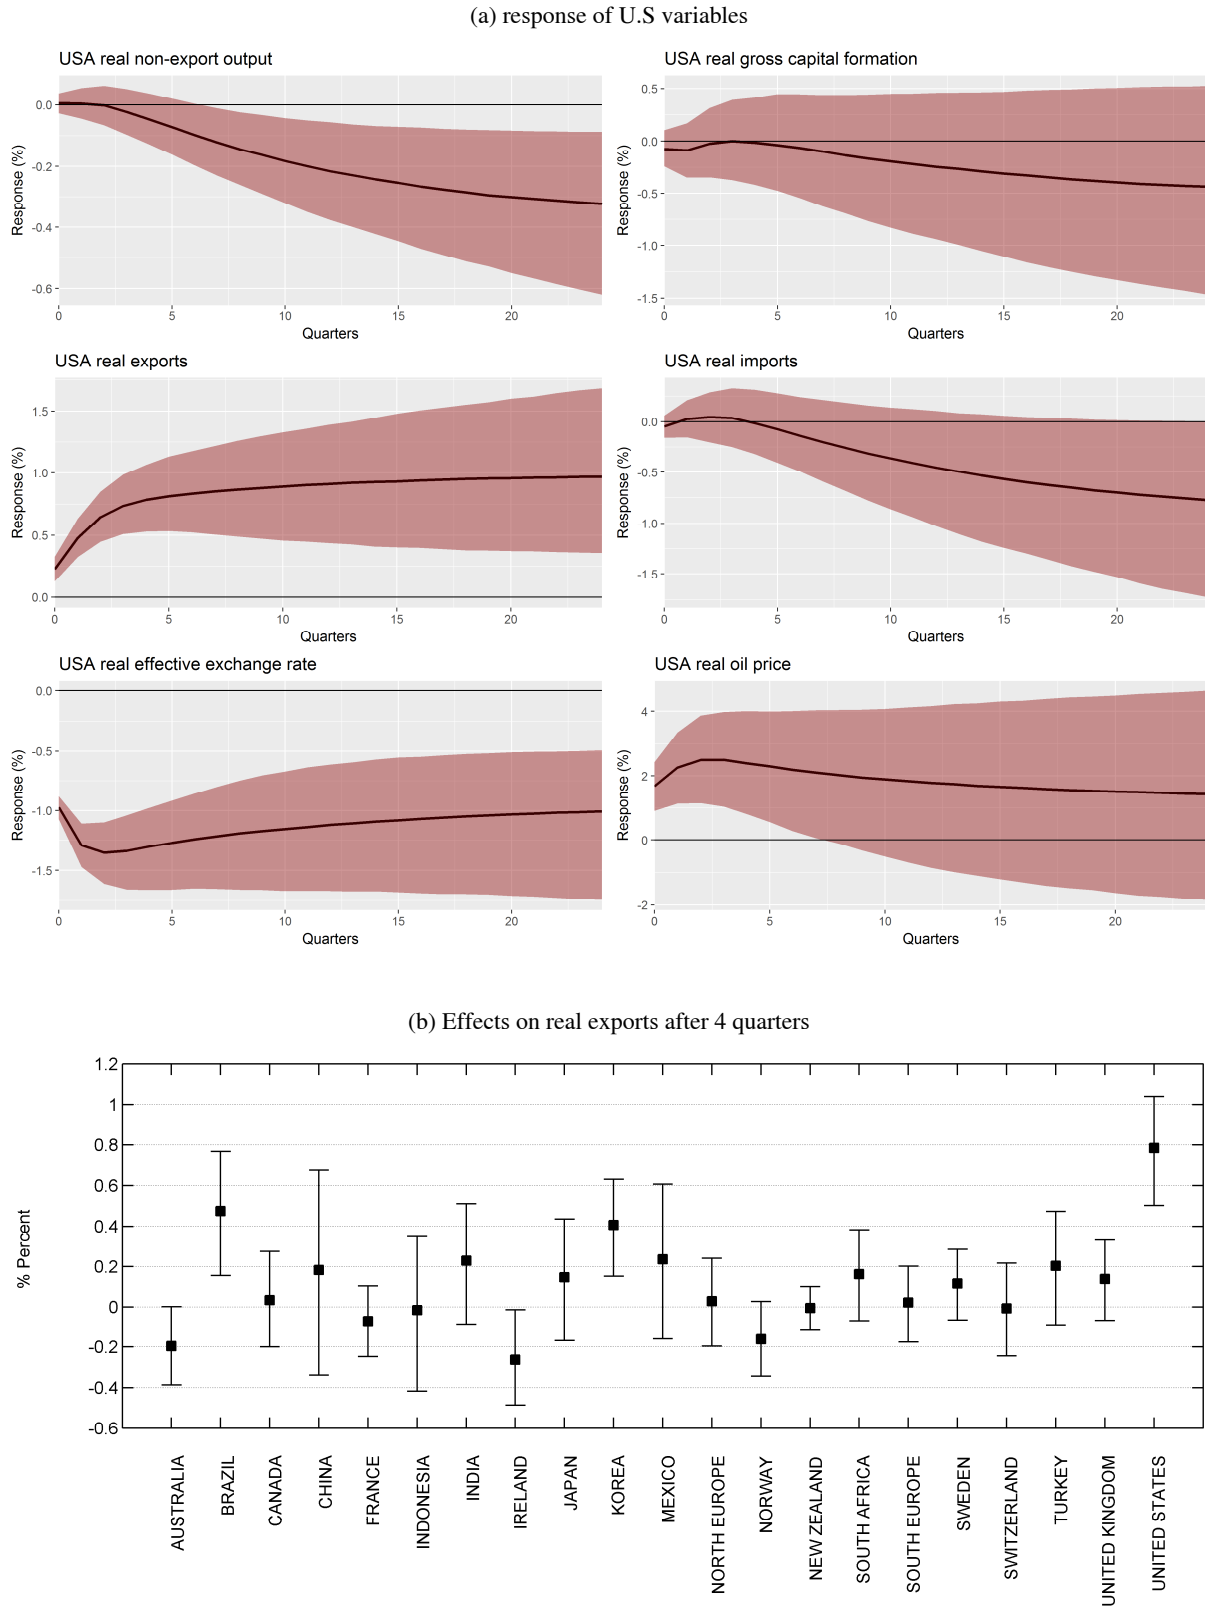 (a) response of U.S variables
USA real non-export output
Response (%)
0.0
-0.2
-0.4
-0.6
0 5 10 15 20
Quarters
USA real gross capital formation
Response (%)
0.5
0.0
-0.5
-1.0
-1.5
0 5 10 15 20
Quarters
USA real exports
Response (%)
1.5
1.0
0.5
0.0
0 5 10 15 20
Quarters
USA real imports
Response (%)
0.0
-0.5
-1.0
-1.5
0 5 10 15 20
Quarters
USA real effective exchange rate
Response (%)
0.0
-0.5
-1.0
-1.5
0 5 10 15 20
Quarters
USA real oil price
Response (%)
4
2
0
-2
0 5 10 15 20
Quarters
(b) Effects on real exports after 4 quarters
% Percent
1.2
1
0.8
0.6
0.4
0.2
0
-0.2
-0.4
-0.6
AUSTRALIA
BRAZIL
CANADA
CHINA
FRANCE
INDONESIA
INDIA
IRELAND
JAPAN
KOREA
MEXICO
NORTH EUROPE
NORWAY
NEW ZEALAND
SOUTH AFRICA
SOUTH EUROPE
SWEDEN
SWITZERLAND
TURKEY
UNITED KINGDOM
UNITED STATES